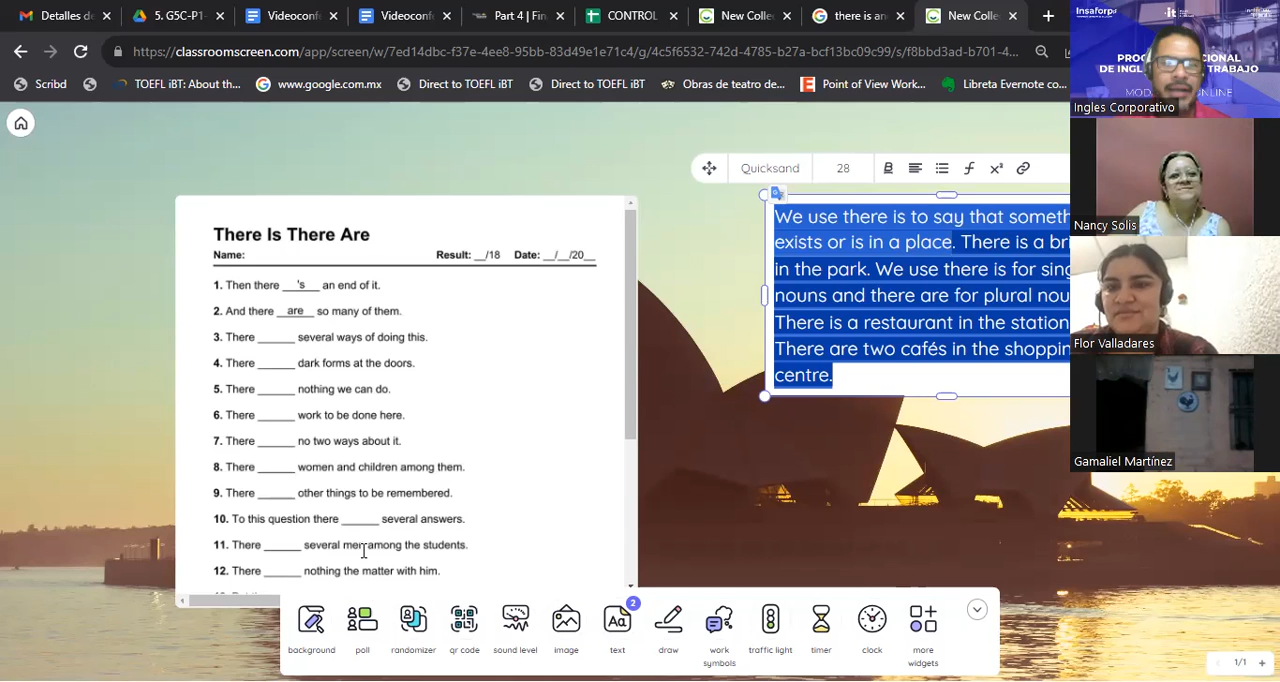 Detalles d
5. G5C-P1-
Videoconf
Videoconf
Part 4 | Fin
CONTROL
New Colle
there is an
New Colle
https://classroomscreen.com/app/screen/w/7ed14dbc-f37e-4ee8-95bb-83d49e1e71c4/g/4c5f6532-742d-4785-b27a-bcf13bc09c99/s/f8bbd3ad-b701-4...
Scribd
TOEFL iBT: About th...
www.google.com.mx
Direct to TOEFL iBT
Direct to TOEFL iBT
Obras de teatro de...
Point of View Work...
Libreta Evernote co...
Insaforp
it
Ingles Corporativo
Nancy Solis
Flor Valladares
Gamaliel Martínez
Quicksand 28
We use there is to say that someth
exists or is in a place. There is a bri
in the park. We use there is for sing
nouns and there are for plural nou
There is a restaurant in the station
There are two cafés in the shoppin
centre.
There Is There Are
Name: Result: __/18 Date: __/__/20__
1. Then there __'s__ an end of it.
2. And there __are__ so many of them.
3. There ______ several ways of doing this.
4. There ______ dark forms at the doors.
5. There ______ nothing we can do.
6. There ______ work to be done here.
7. There ______ no two ways about it.
8. There ______ women and children among them.
9. There ______ other things to be remembered.
10. To this question there ______ several answers.
11. There ______ several men among the students.
12. There ______ nothing the matter with him.
2
background
poll
randomizer
qr code
sound level
image
text
draw
work symbols
traffic light
timer
clock
more widgets
1/1